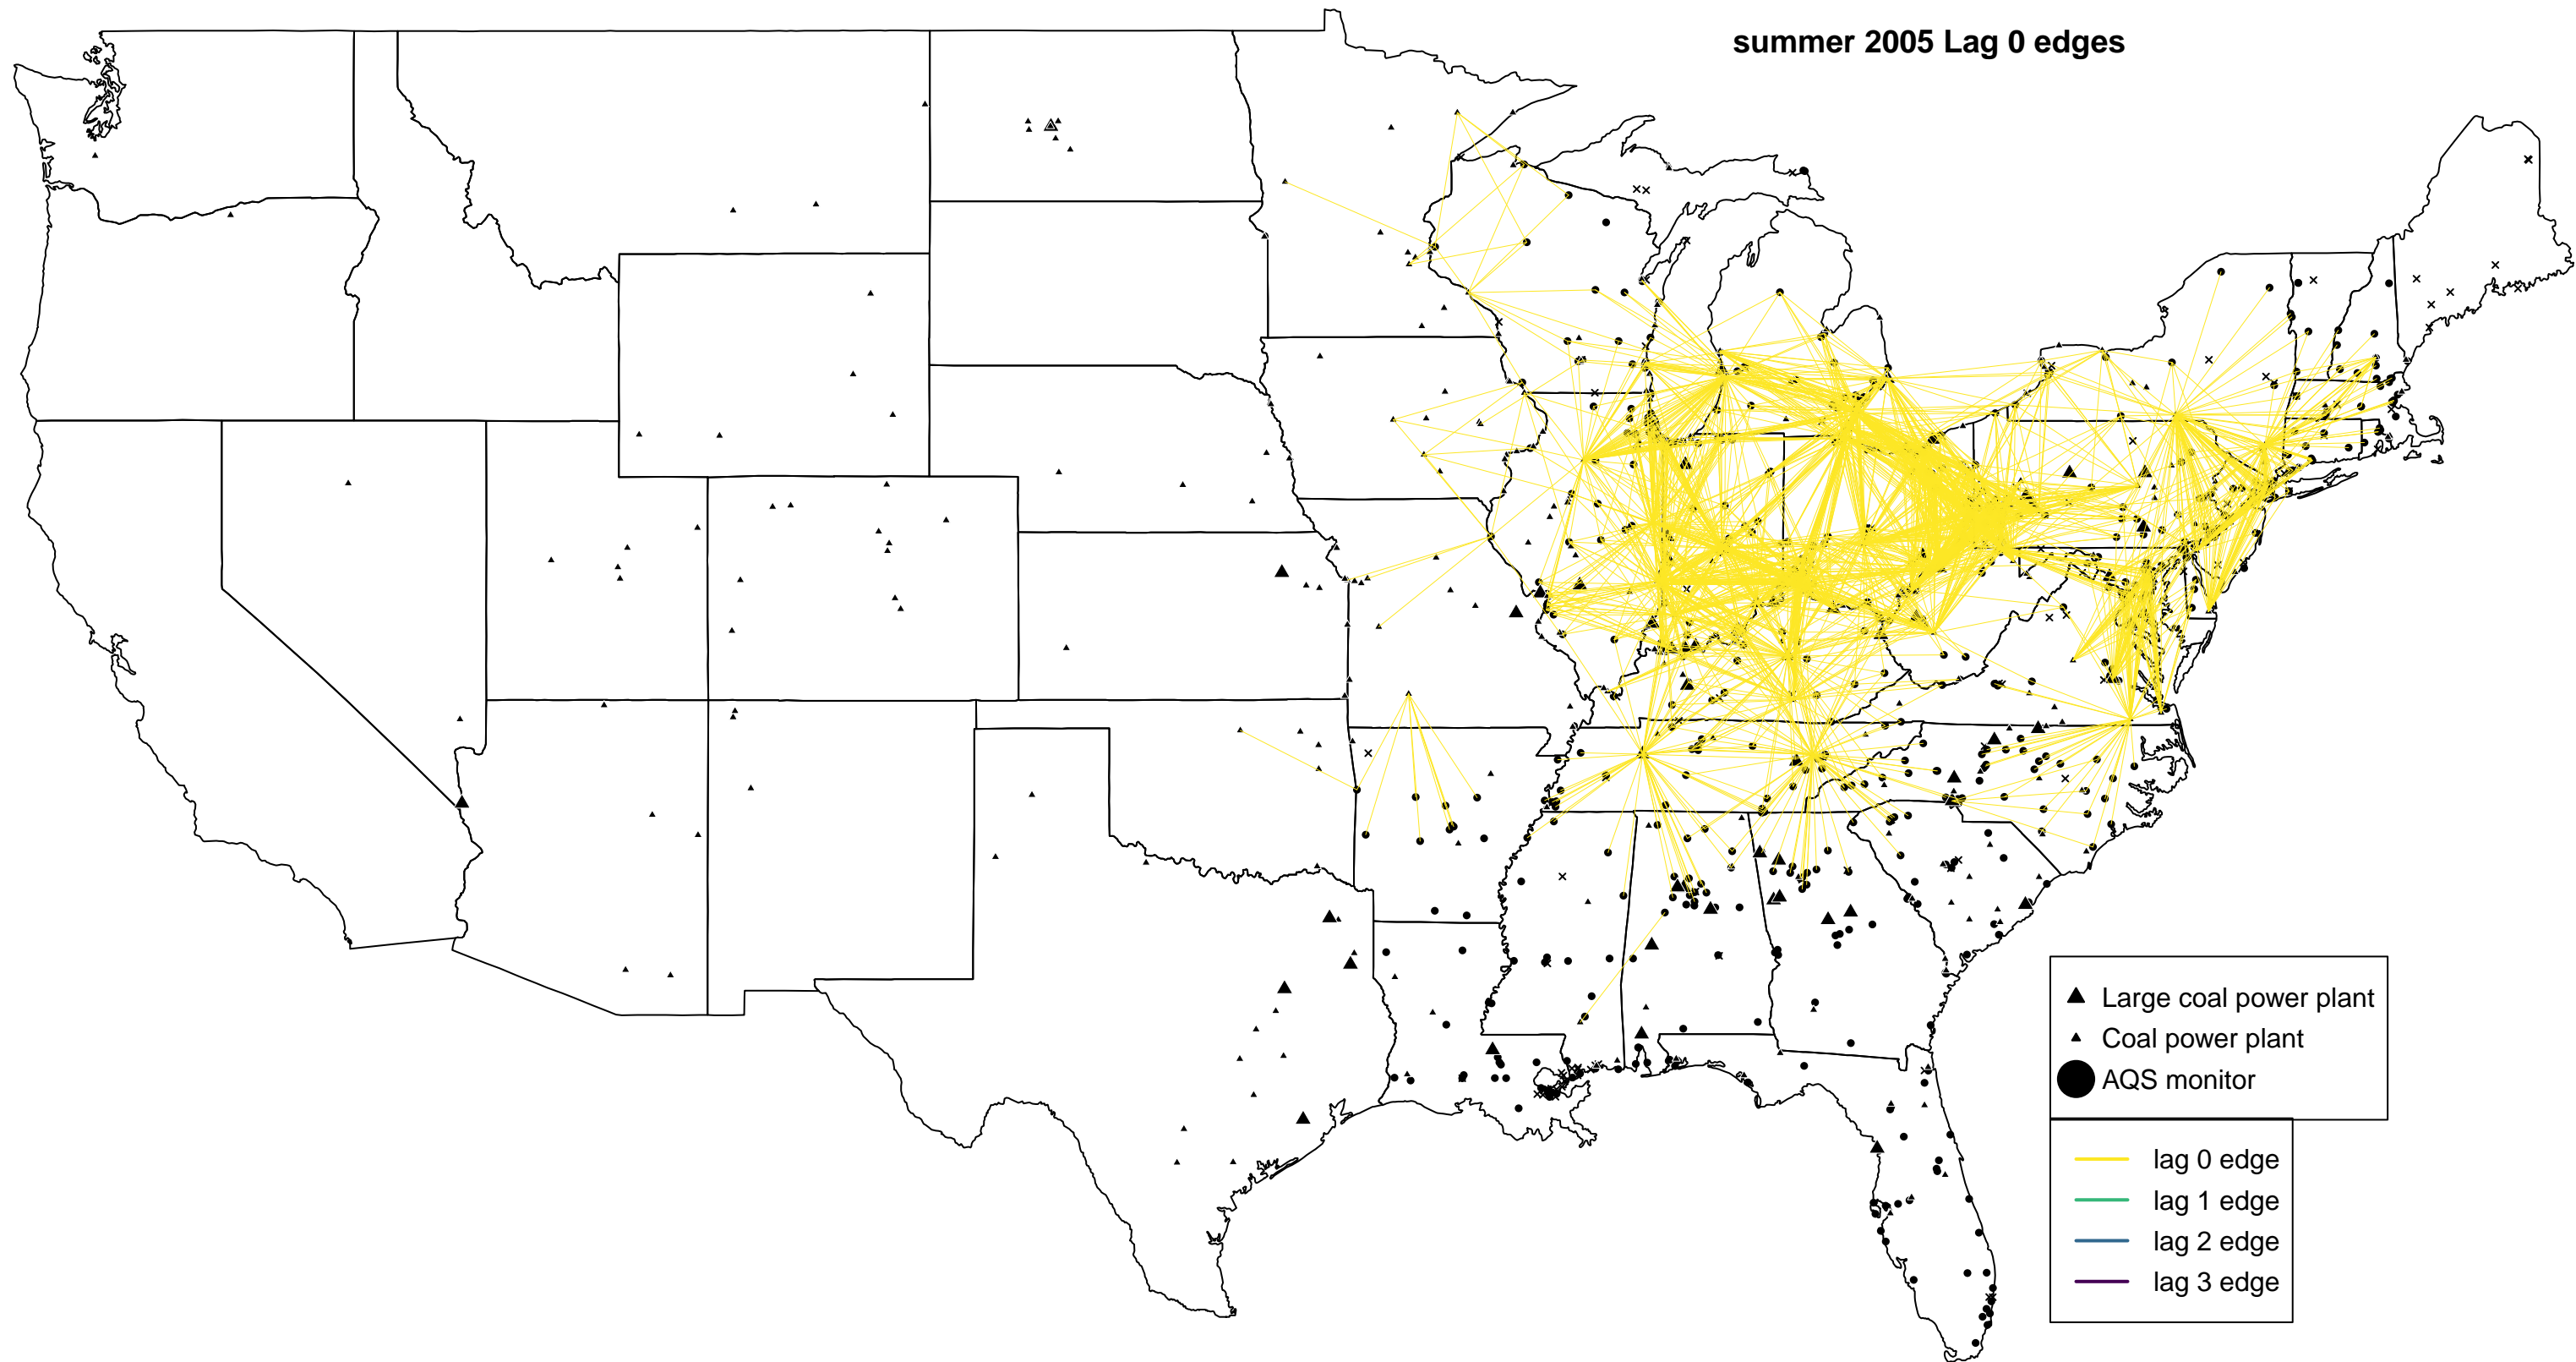 summer 2005 Lag 0 edges
Large coal power plant
Coal power plant
AQS monitor
lag 0 edge
lag 1 edge
lag 2 edge
lag 3 edge